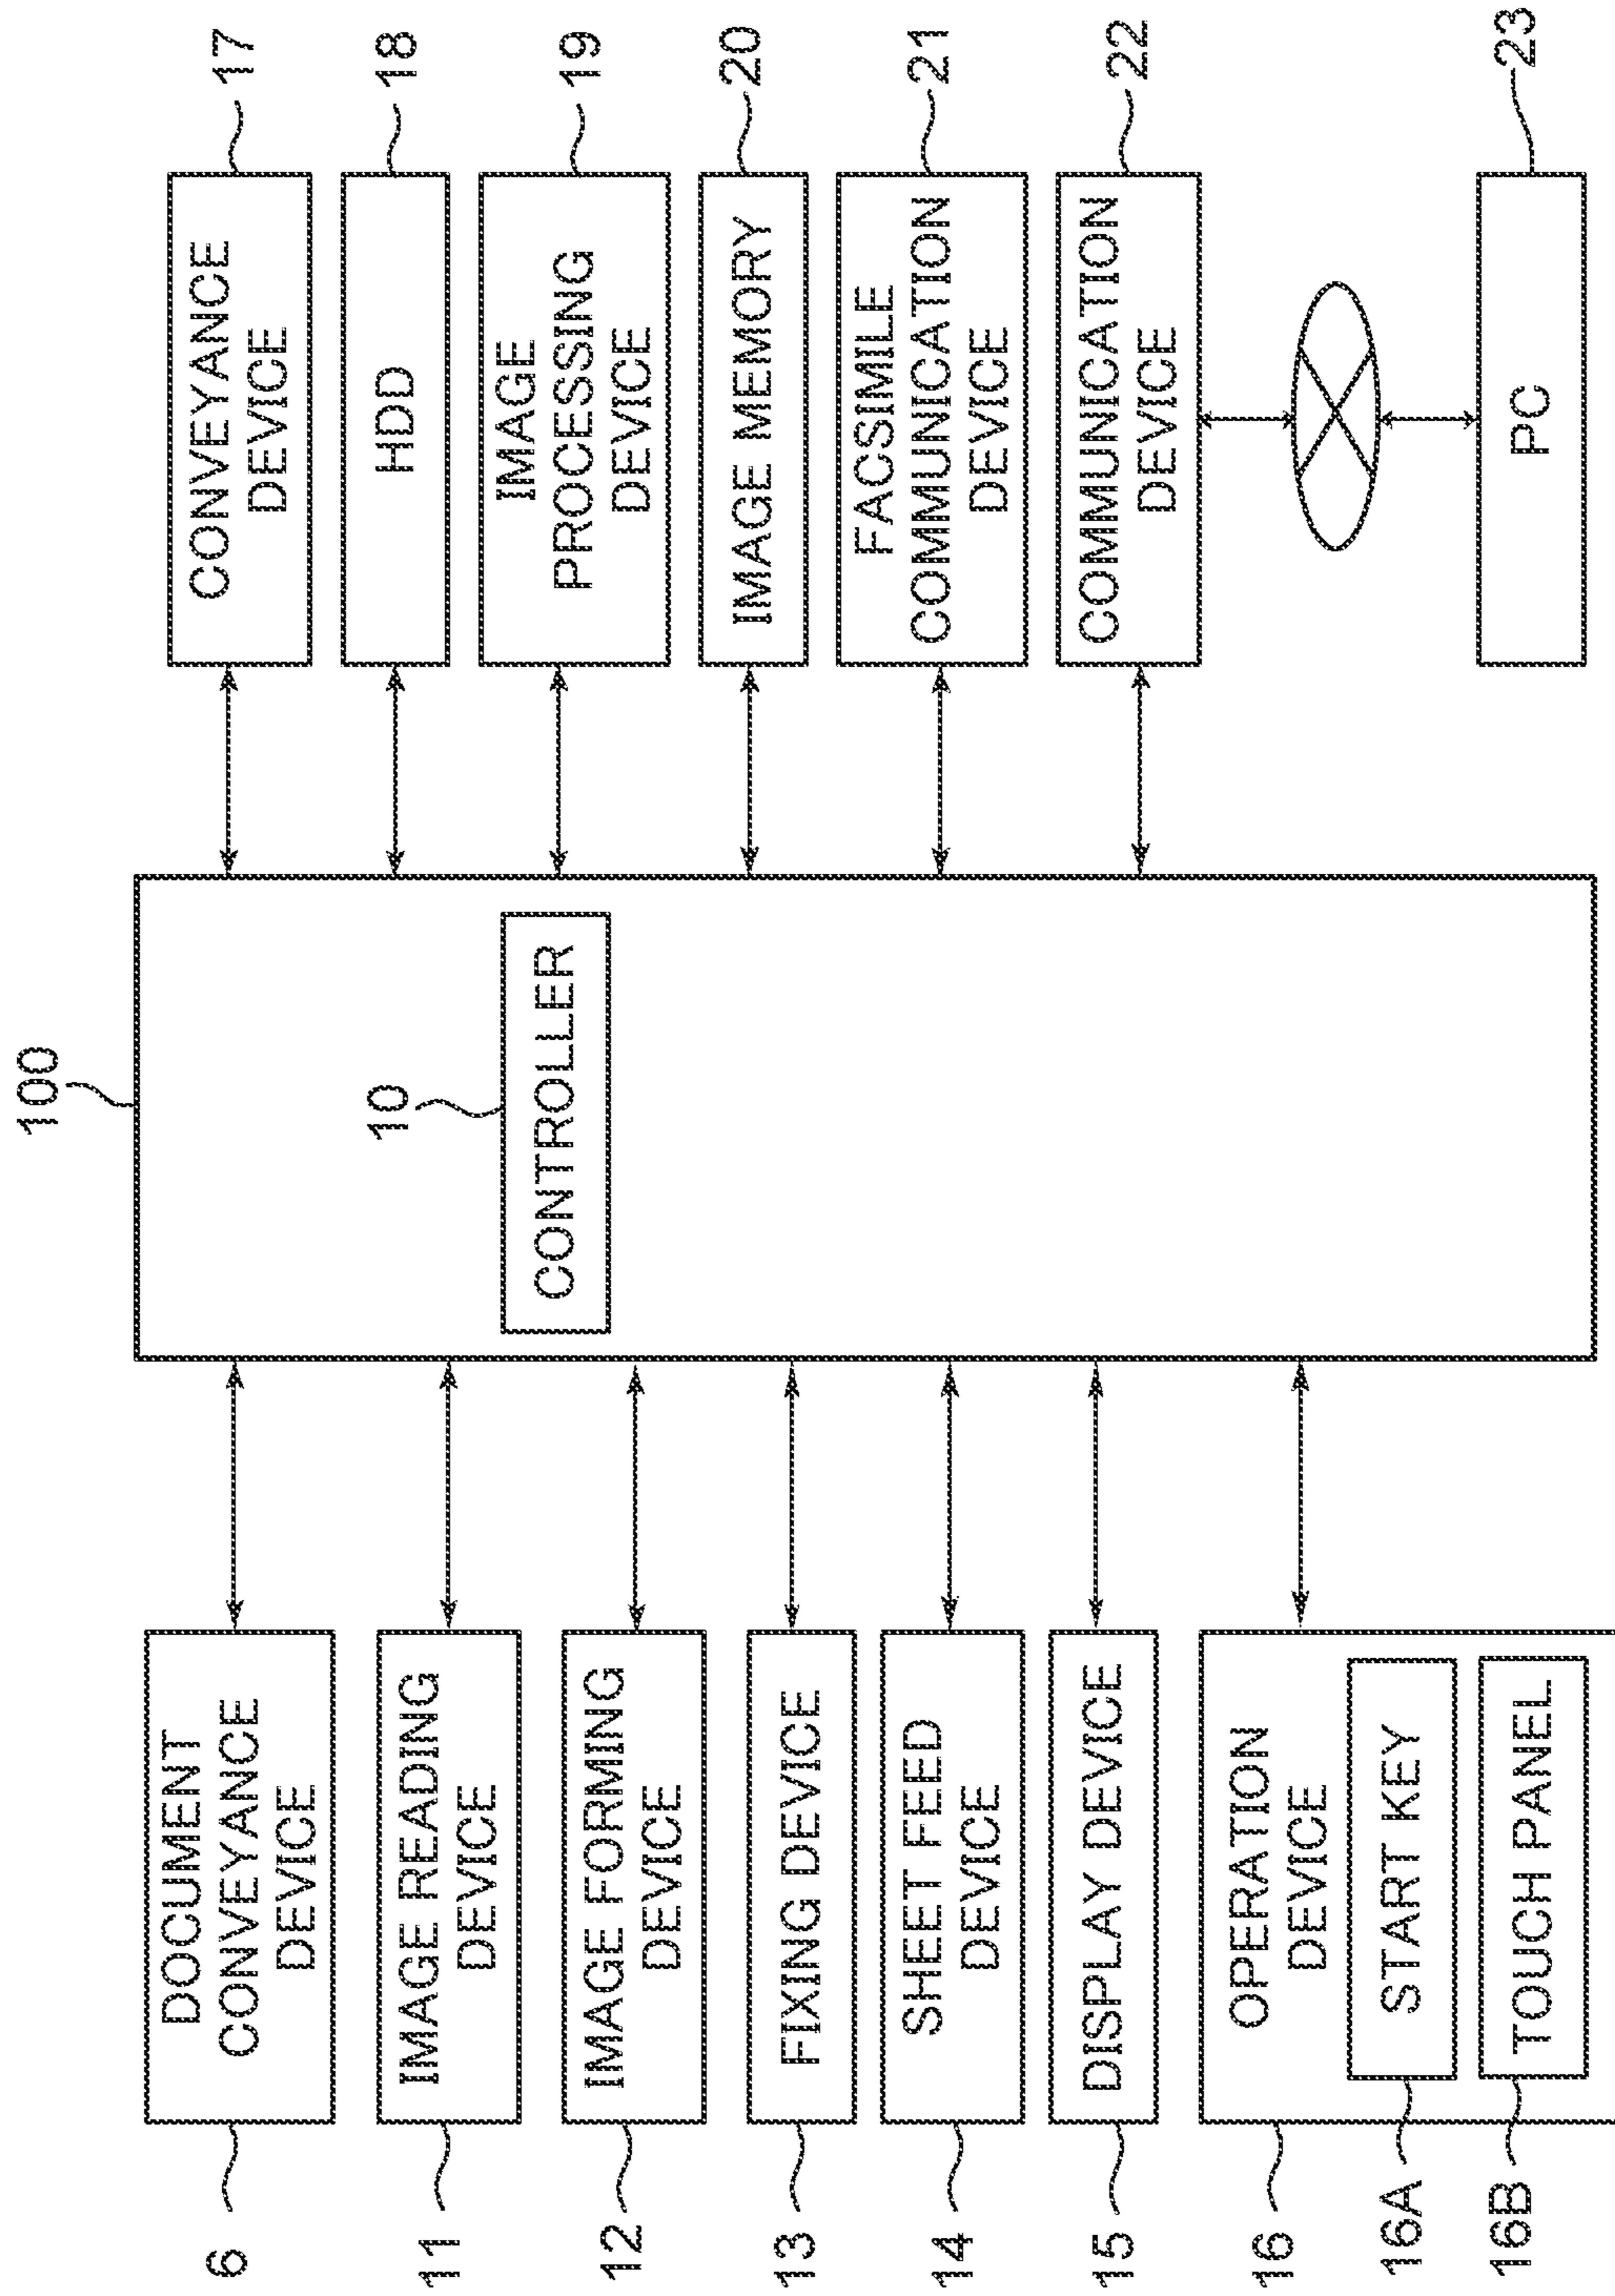 100
10
CONTROLLER
6
DOCUMENT
CONVEYANCE
DEVICE
11
IMAGE READING
DEVICE
12
IMAGE FORMING
DEVICE
13
FIXING DEVICE
14
SHEET FEED
DEVICE
15
DISPLAY DEVICE
16
OPERATION
DEVICE
16A
START KEY
16B
TOUCH PANEL
CONVEYANCE
DEVICE
17
HDD
18
IMAGE
PROCESSING
DEVICE
19
IMAGE MEMORY
20
FACSIMILE
COMMUNICATION
DEVICE
21
COMMUNICATION
DEVICE
22
PC
23